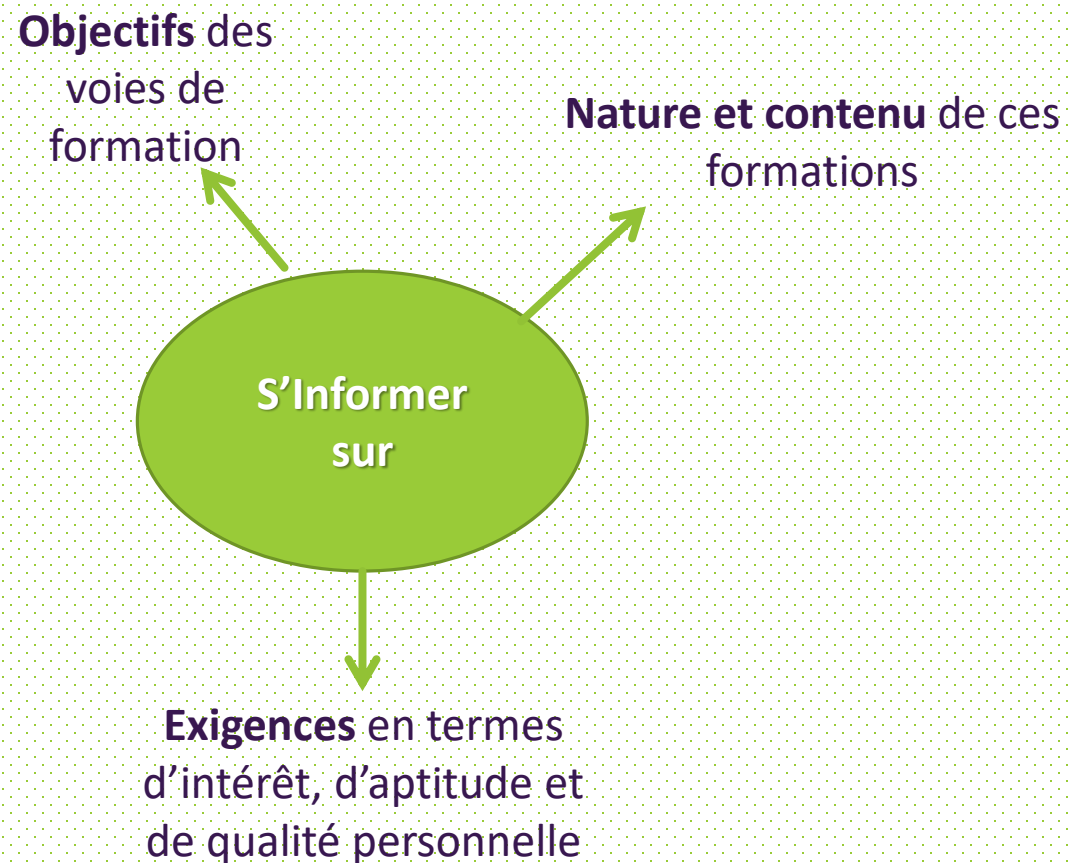 Objectifs des
voies de
formation
Nature et contenu de ces
formations
S’Informer
sur
Exigences en termes
d’intérêt, d’aptitude et
de qualité personnelle